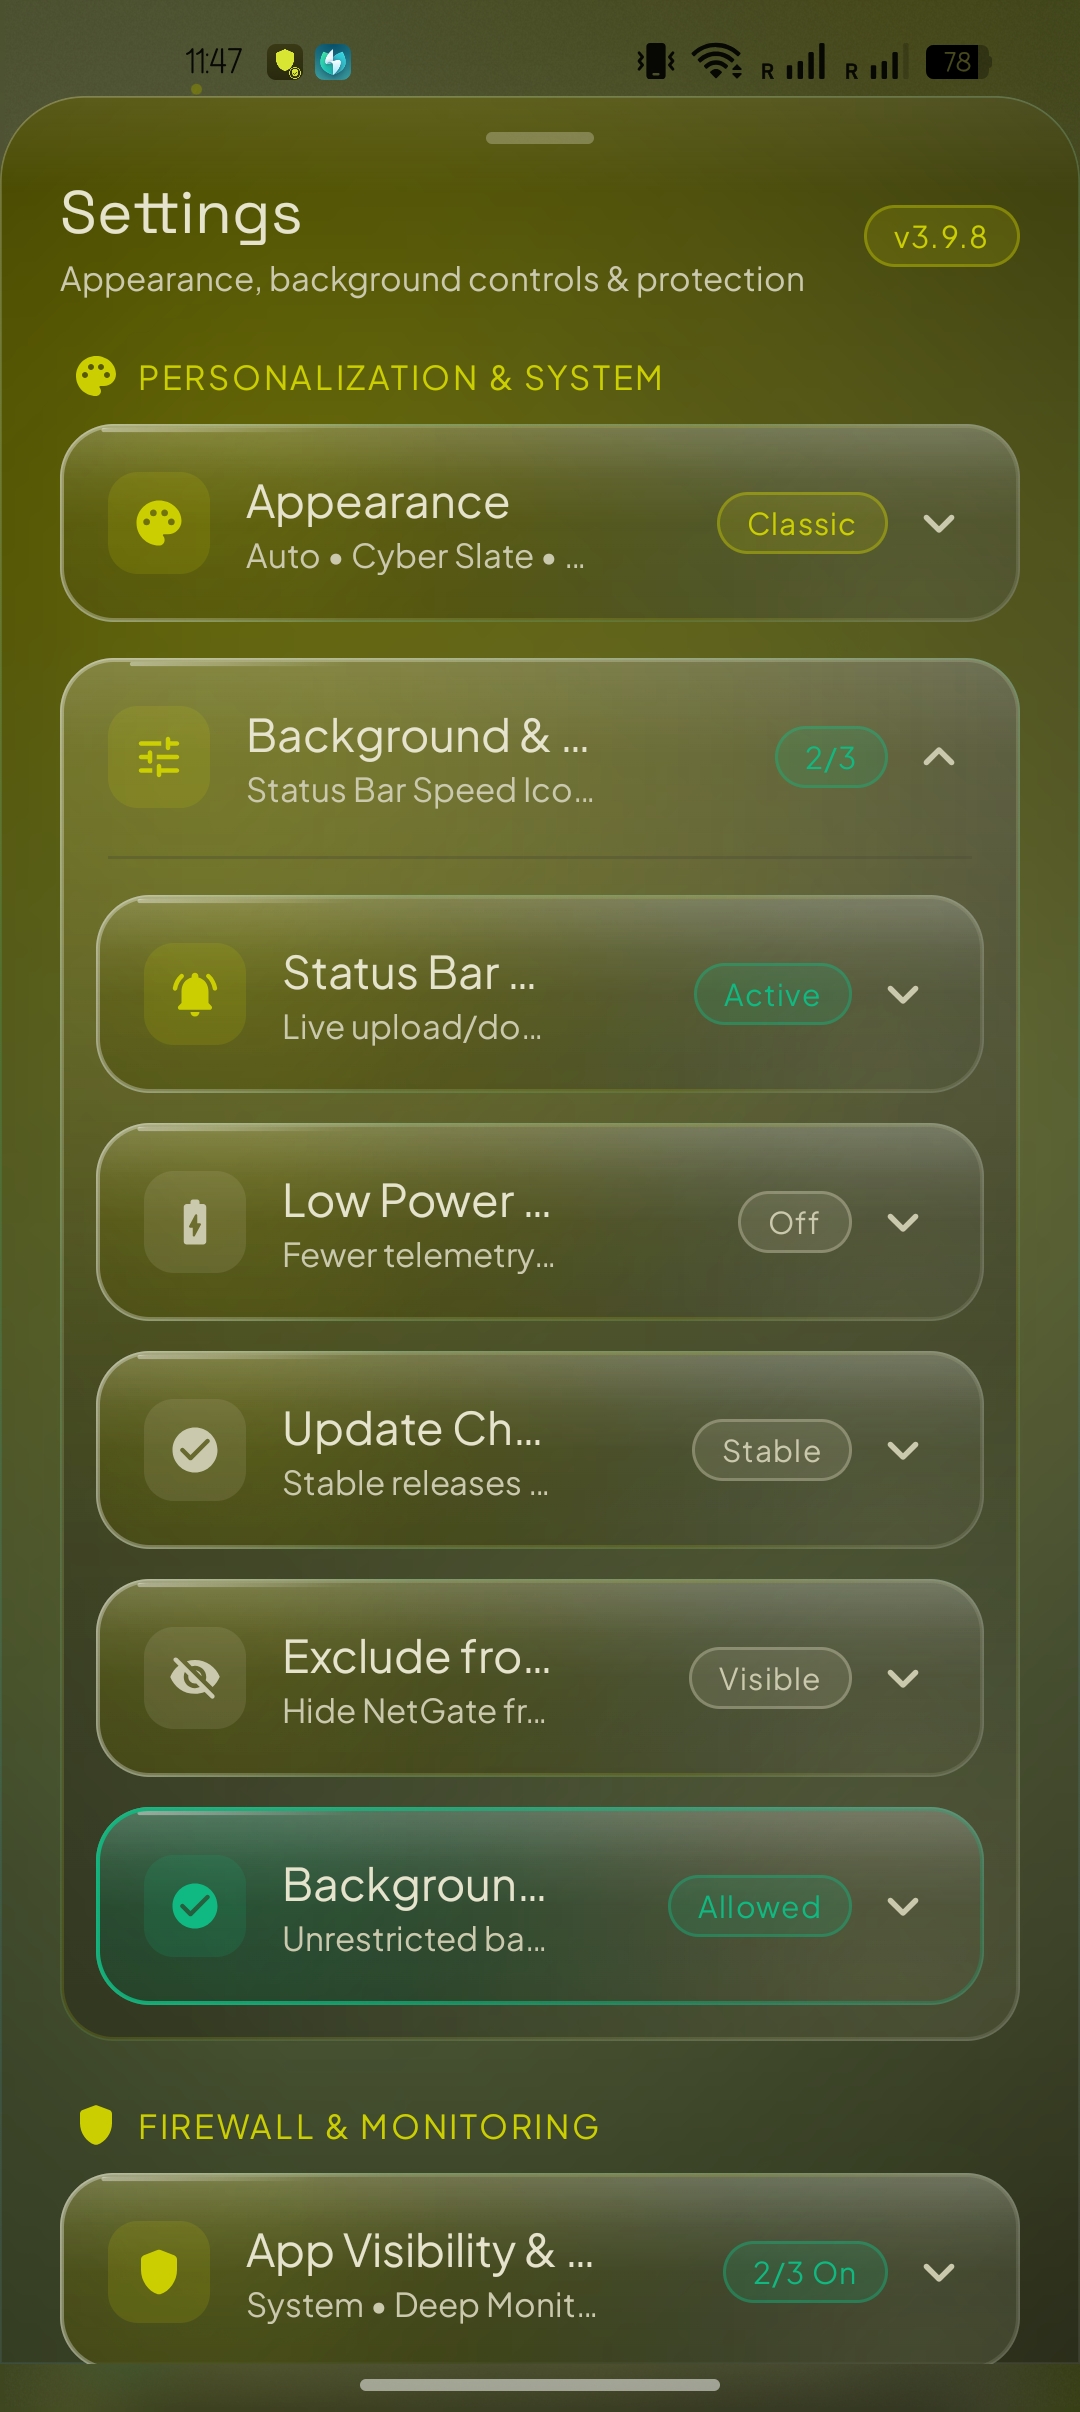 11:47
R
R
78
Settings
v3.9.8
Appearance, background controls & protection
PERSONALIZATION & SYSTEM
Appearance
Classic
Auto • Cyber Slate • ...
Background & ...
2/3
Status Bar Speed Ico...
Status Bar ...
Active
Live upload/do...
Low Power ...
Off
Fewer telemetry...
Update Ch...
Stable
Stable releases ...
Exclude fro...
Visible
Hide NetGate fr...
Backgroun...
Allowed
Unrestricted ba...
FIREWALL & MONITORING
App Visibility & ...
2/3 On
System • Deep Monit...